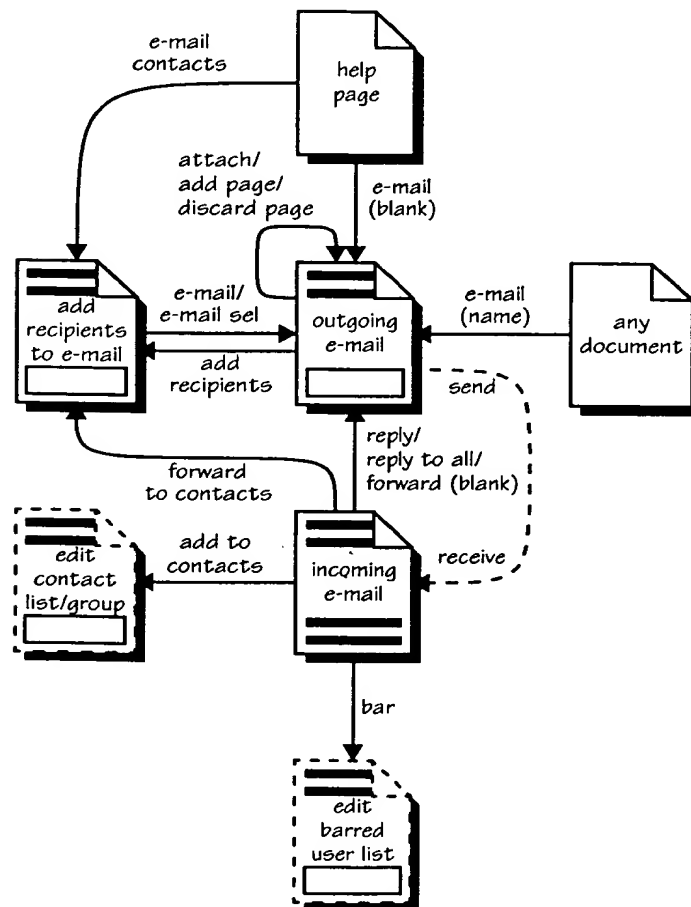 e-mail
contacts
help
page
attach/
add page/
discard page
e-mail
(blank)
add
recipients
to e-mail
e-mail/
e-mail sel
add
recipients
outgoing
e-mail
e-mail
(name)
any
document
send
forward
to contacts
reply/
reply to all/
forward (blank)
edit
contact
list/group
add to
contacts
incoming
e-mail
receive
bar
edit
barred
user list